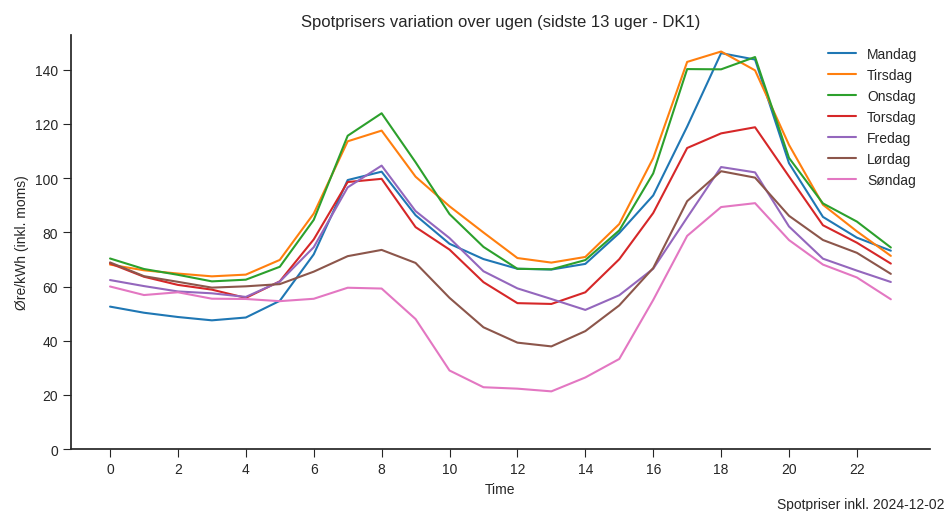 Spotprisers variation over ugen (sidste 13 uger - DK1)
Øre/kWh (inkl. moms)
140
120
100
80
60
40
20
0
Mandag
Tirsdag
Onsdag
Torsdag
Fredag
Lørdag
Søndag
0 2 4 6 8 10 12 14 16 18 20 22
Time
Spotpriser inkl. 2024-12-02